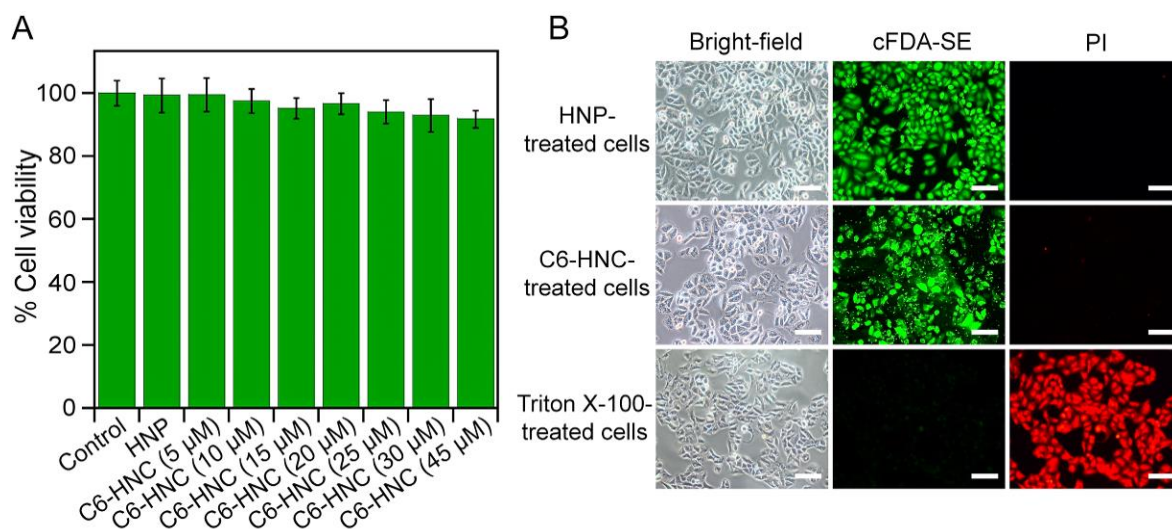 A
% Cell viability
100
80
60
40
20
0
Control
HNP
C6-HNC (5 µM)
C6-HNC (10 µM)
C6-HNC (15 µM)
C6-HNC (20 µM)
C6-HNC (25 µM)
C6-HNC (30 µM)
C6-HNC (45 µM)
B
Bright-field
cFDA-SE
PI
HNP-
treated cells
C6-HNC-
treated cells
Triton X-100-
treated cells